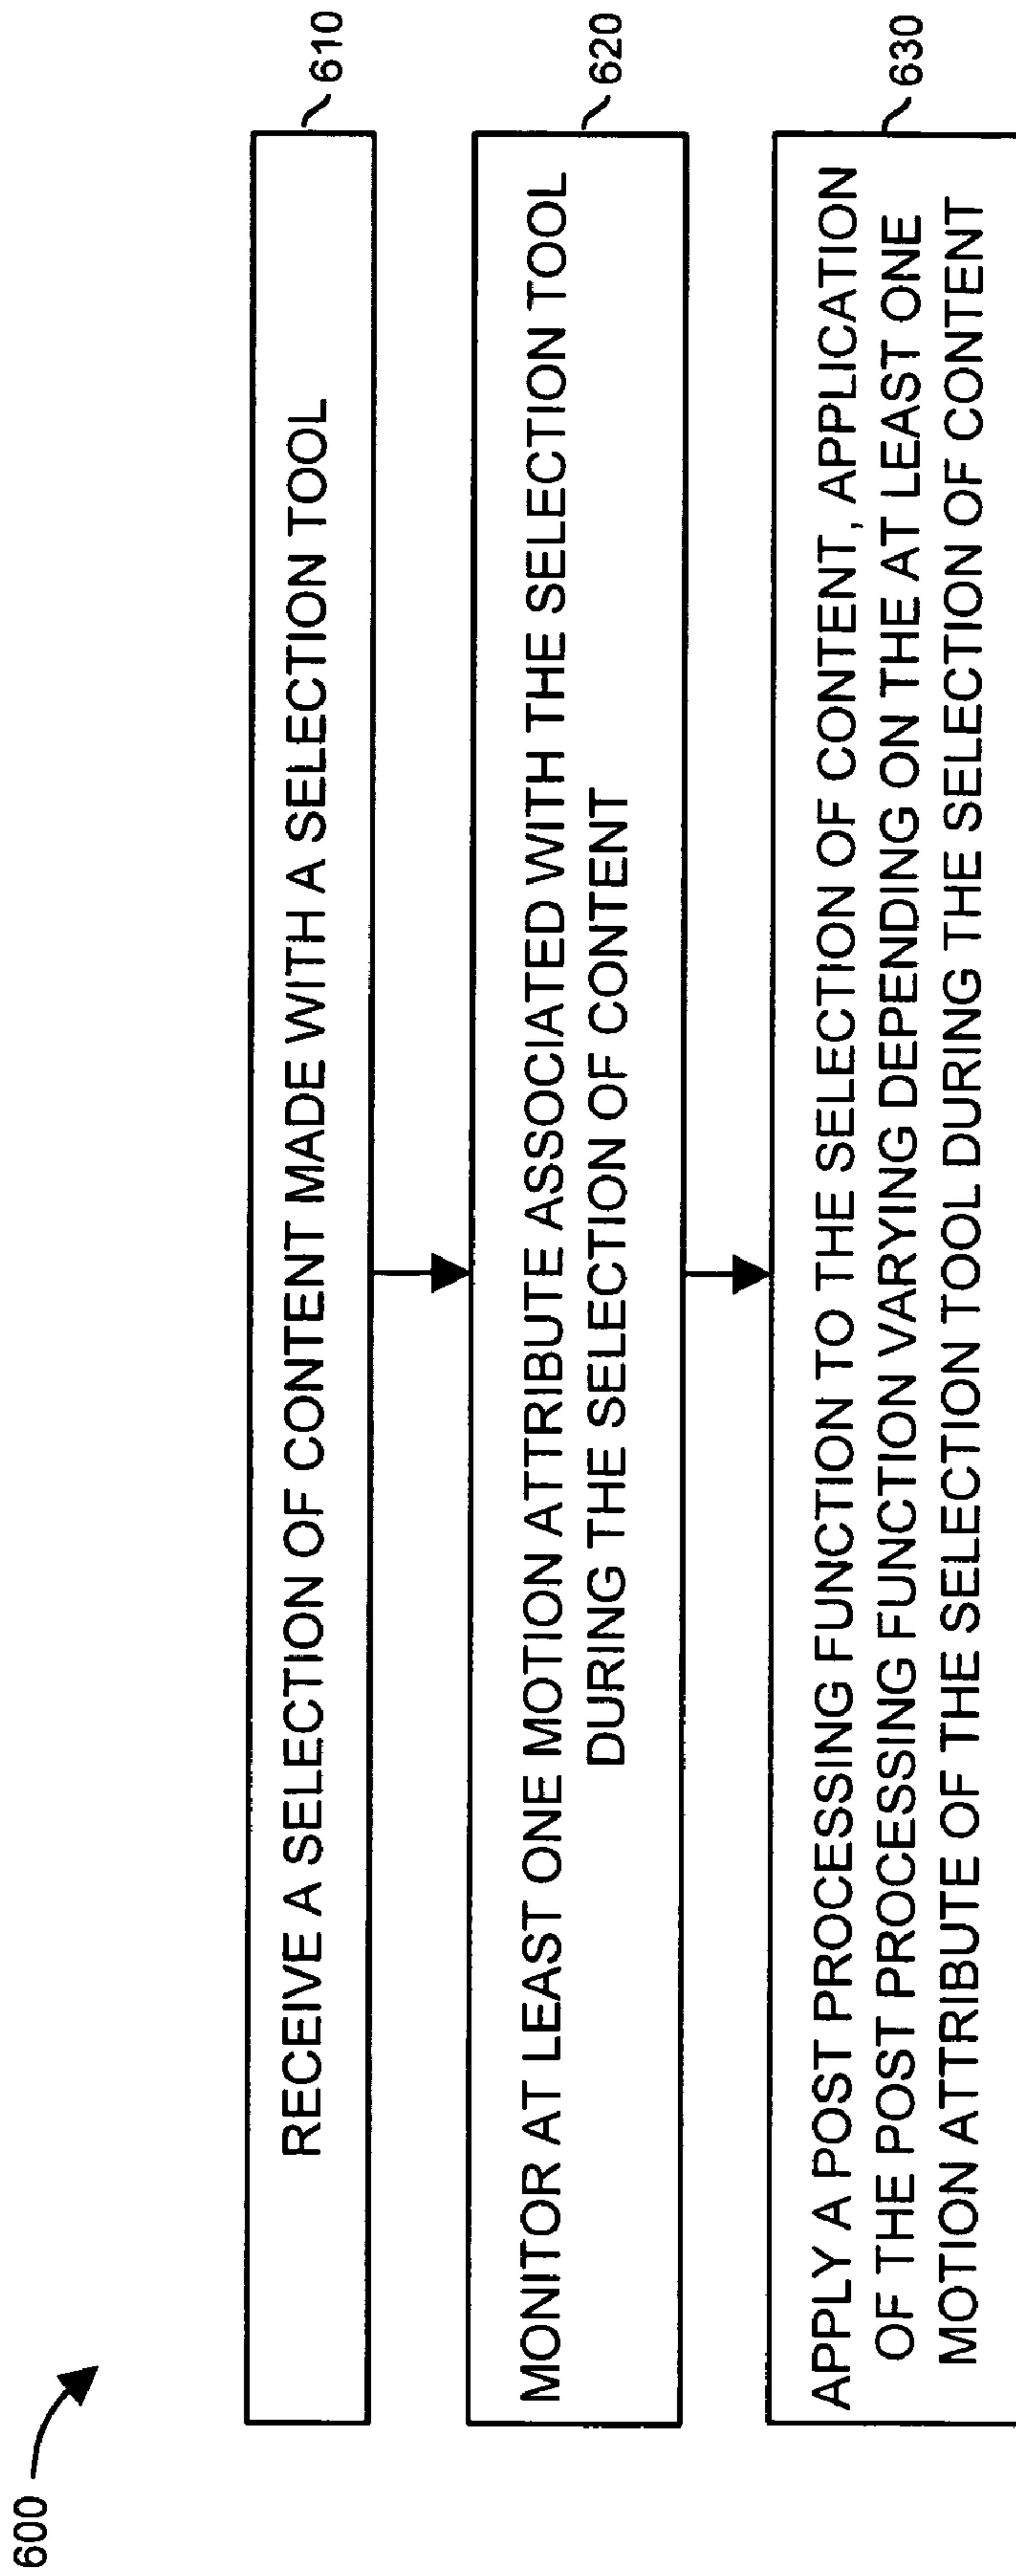 600
RECEIVE A SELECTION OF CONTENT MADE WITH A SELECTION TOOL
610
MONITOR AT LEAST ONE MOTION ATTRIBUTE ASSOCIATED WITH THE SELECTION TOOL
DURING THE SELECTION OF CONTENT
620
APPLY A POST PROCESSING FUNCTION TO THE SELECTION OF CONTENT, APPLICATION
OF THE POST PROCESSING FUNCTION VARYING DEPENDING ON THE AT LEAST ONE
MOTION ATTRIBUTE OF THE SELECTION TOOL DURING THE SELECTION OF CONTENT
630